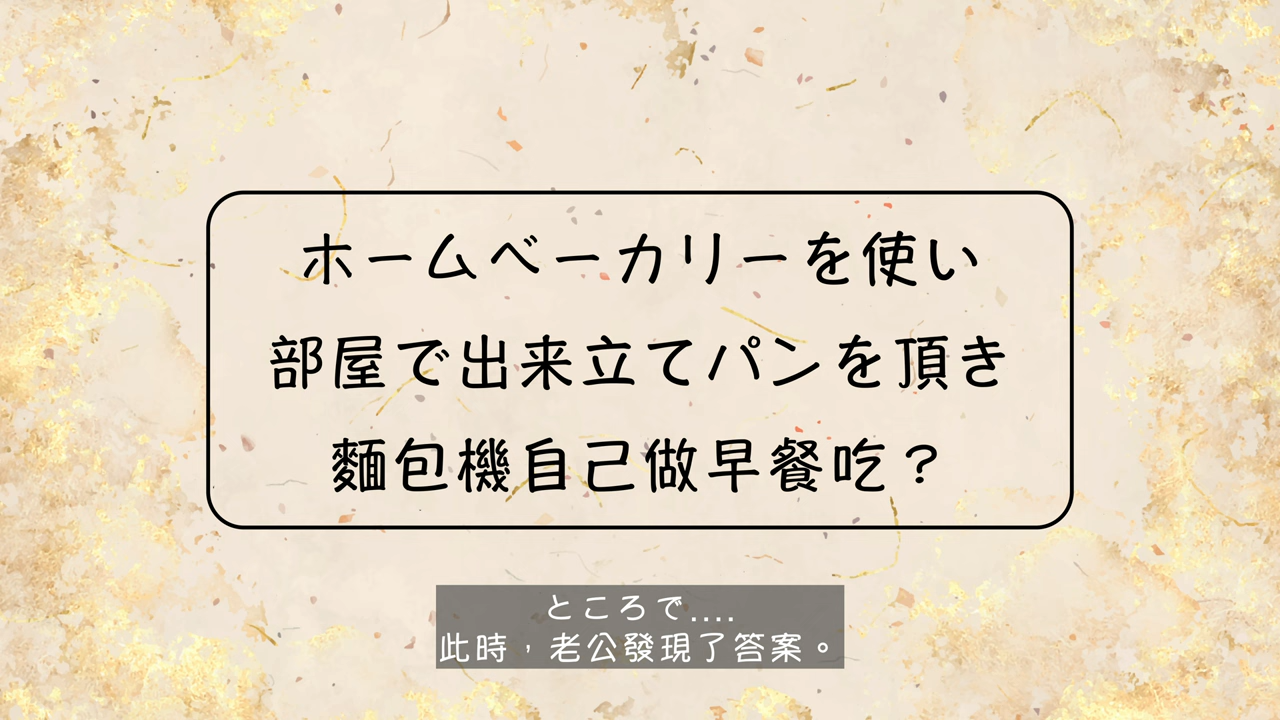 ホームベーカリーを使い
部屋で出来立てパンを頂き
麵包機自己做早餐吃？
ところで....
此時，老公發現了答案。